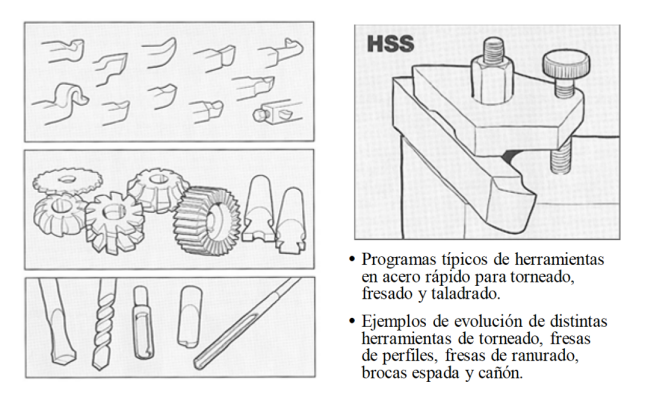 HSS
• Programas típicos de herramientas
en acero rápido para torneado,
fresado y taladrado.
• Ejemplos de evolución de distintas
herramientas de torneado, fresas
de perfiles, fresas de ranurado,
brocas espada y cañón.